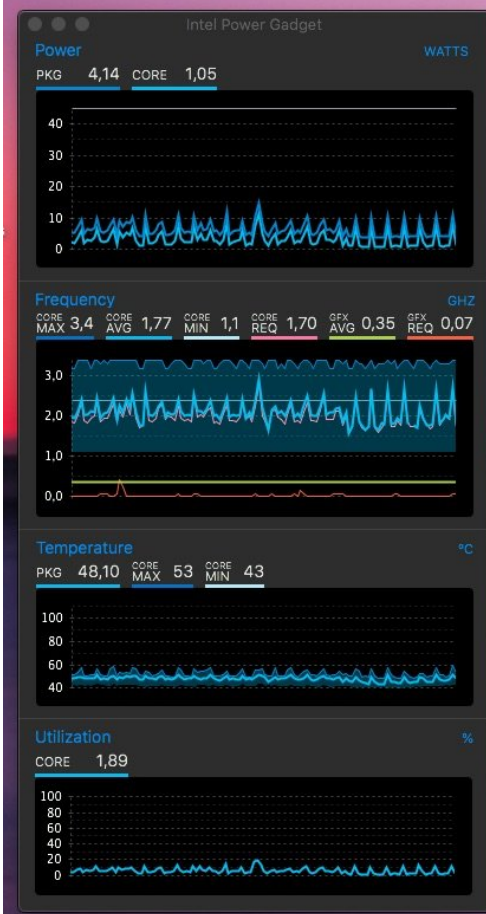 Intel Power Gadget
Power WATTS
PKG 4,14 CORE 1,05
40
30
20
10
0
Frequency GHZ
CORE MAX 3,4 CORE AVG 1,77 CORE MIN 1,1 CORE REQ 1,70 GFX AVG 0,35 GFX REQ 0,07
3,0
2,0
1,0
0,0
Temperature °C
PKG 48,10 CORE MAX 53 CORE MIN 43
100
80
60
40
Utilization %
CORE 1,89
100
80
60
40
20
0